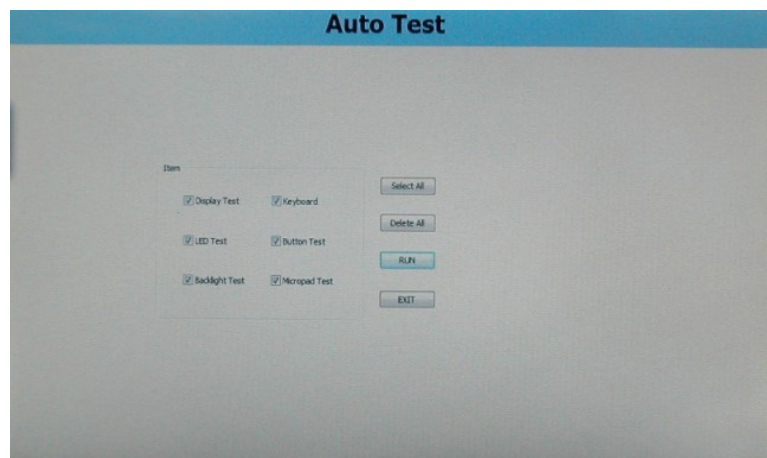 Auto Test
Item
Display Test
Keyboard
LED Test
Button Test
Backlight Test
Micropad Test
Select All
Delete All
RUN
EXIT